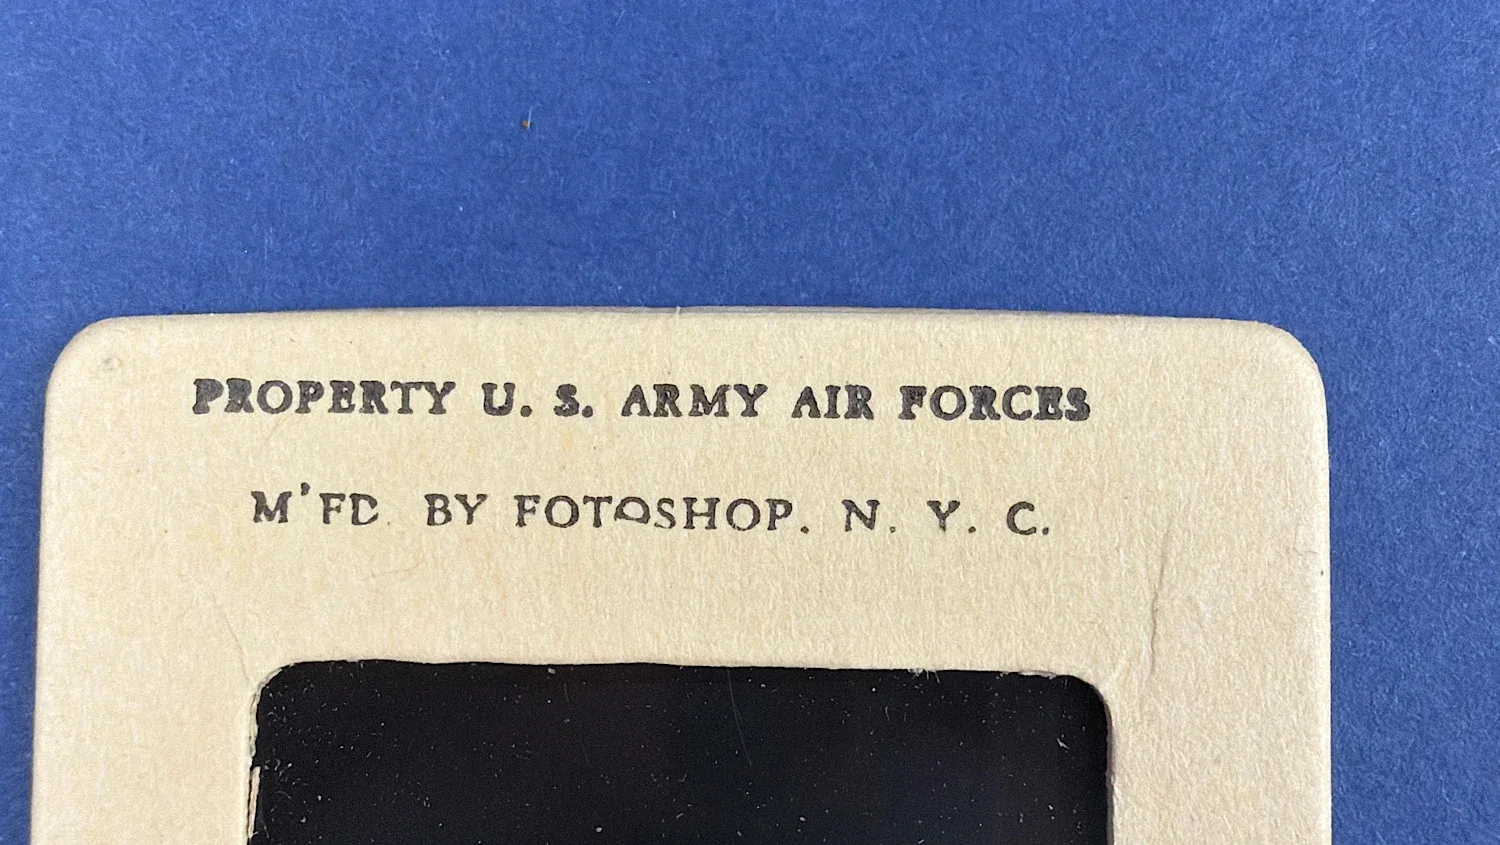 PROPERTY U. S. ARMY AIR FORCES
M'FD. BY FOTOSHOP. N. Y. C.